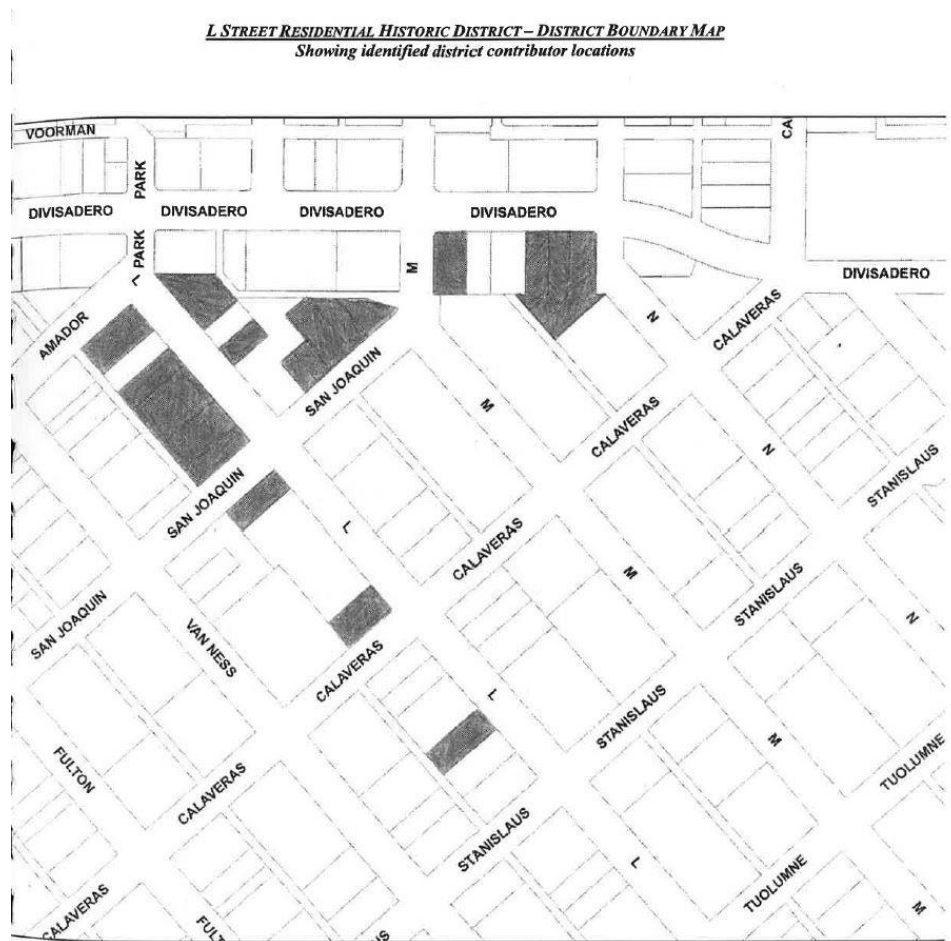 L STREET RESIDENTIAL HISTORIC DISTRICT – DISTRICT BOUNDARY MAP
Showing identified district contributor locations
VOORMAN
PARK
CA
DIVISADERO
DIVISADERO
DIVISADERO
DIVISADERO
PARK
L
M
DIVISADERO
AMADOR
N
CALAVERAS
SAN JOAQUIN
M
CALAVERAS
N
STANISLAUS
SAN JOAQUIN
L
CALAVERAS
M
STANISLAUS
SAN JOAQUIN
VAN NESS
N
CALAVERAS
L
STANISLAUS
M
FULTON
TUOLUMNE
CALAVERAS
STANISLAUS
L
TUOLUMNE
M
CALAVERAS
FULT